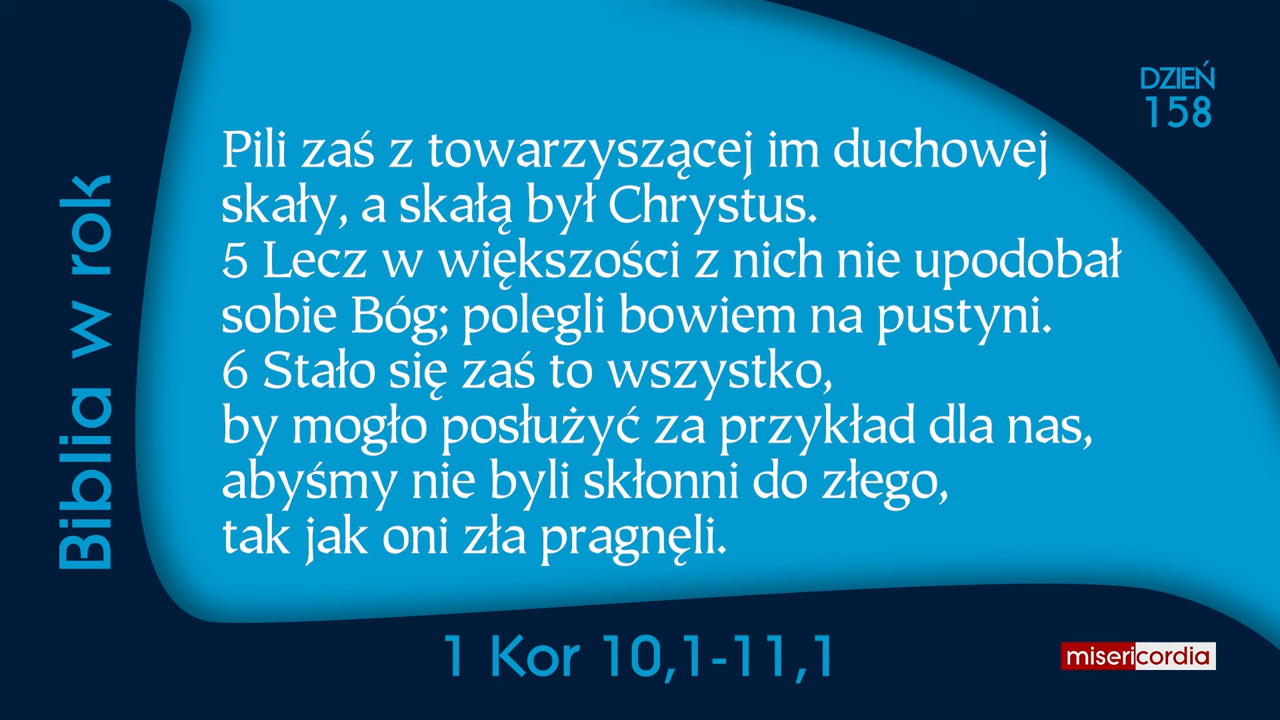 DZIEŃ
158
Pili zaś z towarzyszącej im duchowej
skały, a skałą był Chrystus.
5 Lecz w większości z nich nie upodobał
sobie Bóg; polegli bowiem na pustyni.
6 Stało się zaś to wszystko,
by mogło posłużyć za przykład dla nas,
abyśmy nie byli skłonni do złego,
tak jak oni zła pragnęli.
Biblia w rok
1 Kor 10,1-11,1
misericordia